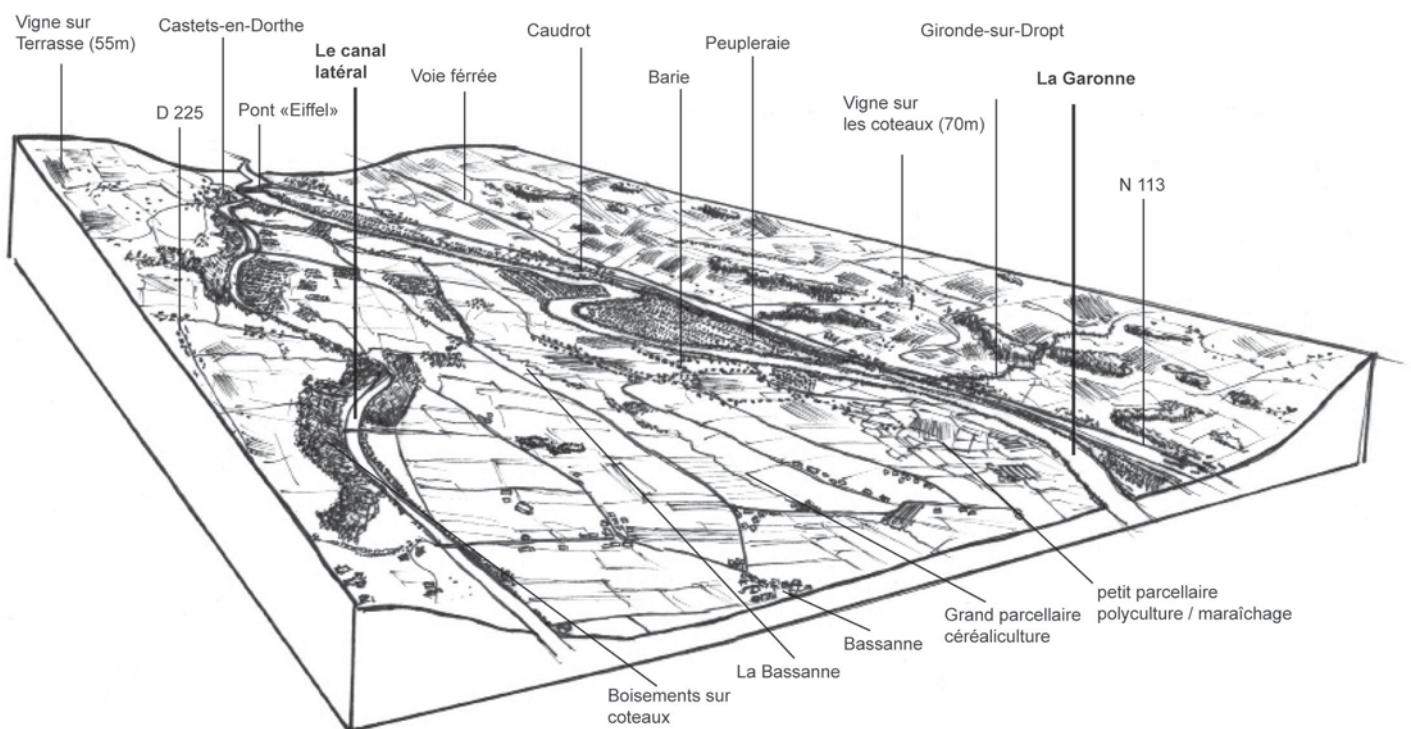 Vigne sur
Terrasse (55m)
Castets-en-Dorthe
Le canal
latéral
D 225
Pont «Eiffel»
Voie férrée
Caudrot
Barie
Peupleraie
Vigne sur
les coteaux (70m)
Gironde-sur-Dropt
La Garonne
N 113
petit parcellaire
polyculture / maraîchage
Grand parcellaire
céréaliculture
Bassanne
La Bassanne
Boisements sur
coteaux